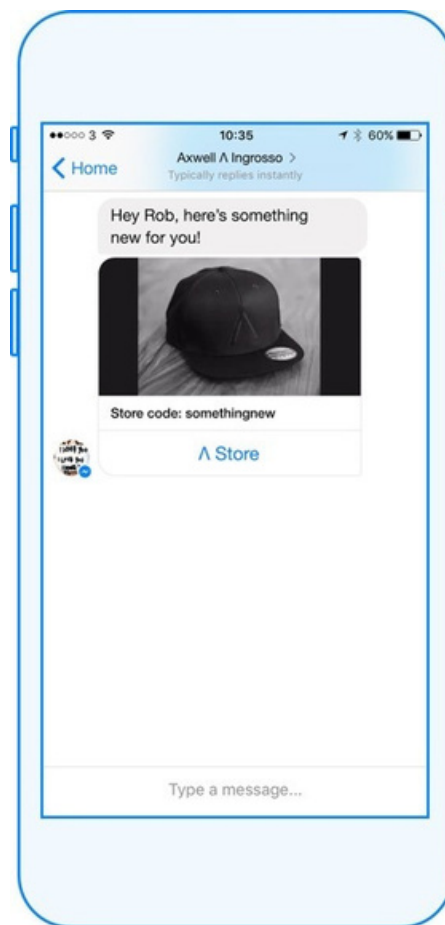 3 10:35 60%
Home Axwell Λ Ingrosso >
Typically replies instantly
Hey Rob, here's something
new for you!
Store code: somethingnew
Λ Store
Type a message...